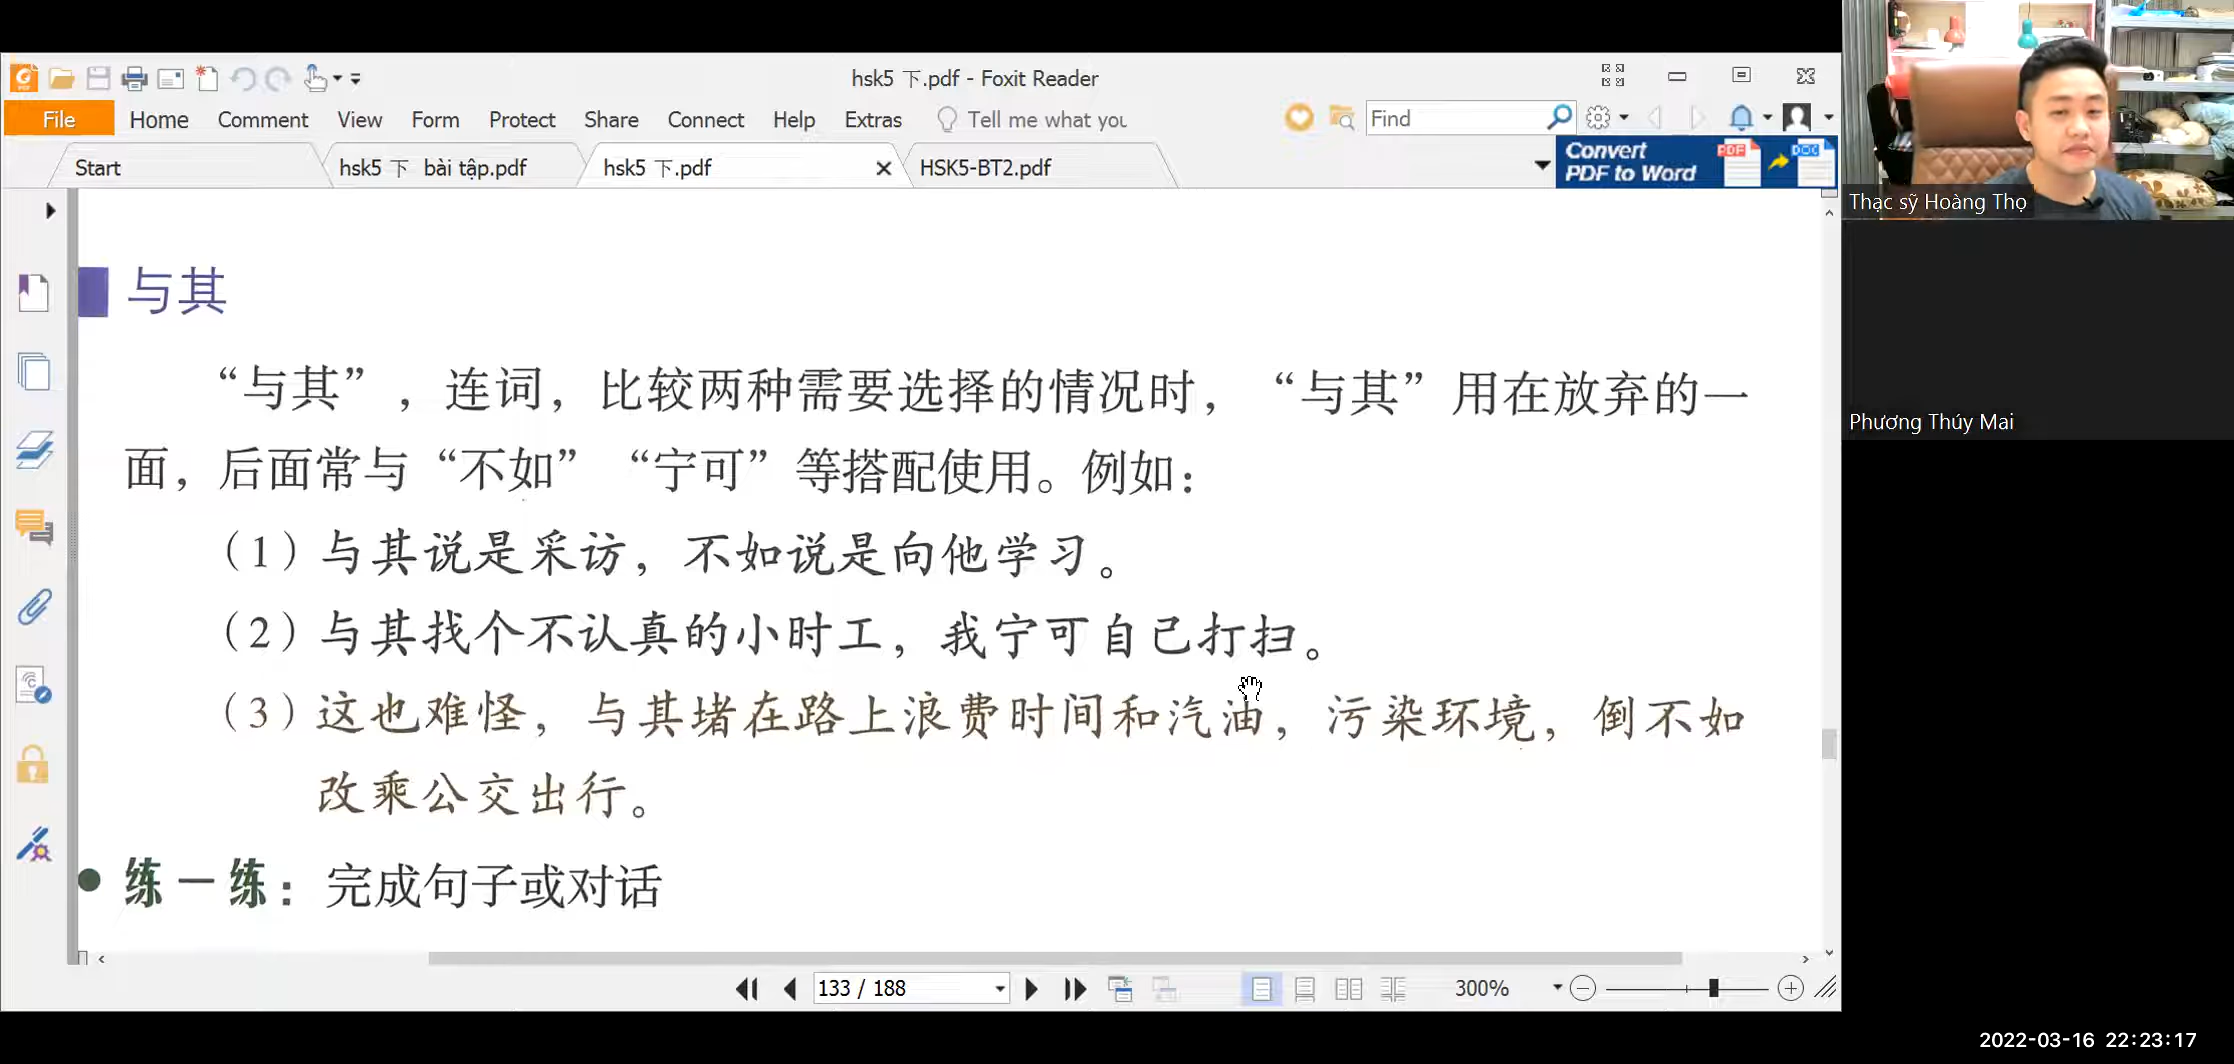 hsk5 下.pdf - Foxit Reader
File Home Comment View Form Protect Share Connect Help Extras Tell me what you Find
Start hsk5 下 bài tập.pdf hsk5 下.pdf HSK5-BT2.pdf
Convert
PDF to Word
PDF DOC
与其
“与其”，连词，比较两种需要选择的情况时，“与其”用在放弃的一
面，后面常与“不如”“宁可”等搭配使用。例如：
（1）与其说是采访，不如说是向他学习。
（2）与其找个不认真的小时工，我宁可自己打扫。
（3）这也难怪，与其堵在路上浪费时间和汽油，污染环境，倒不如
改乘公交出行。
练一练：完成句子或对话
133 / 188 300%
Thạc sỹ Hoàng Thọ
Phương Thúy Mai
2022-03-16 22:23:17